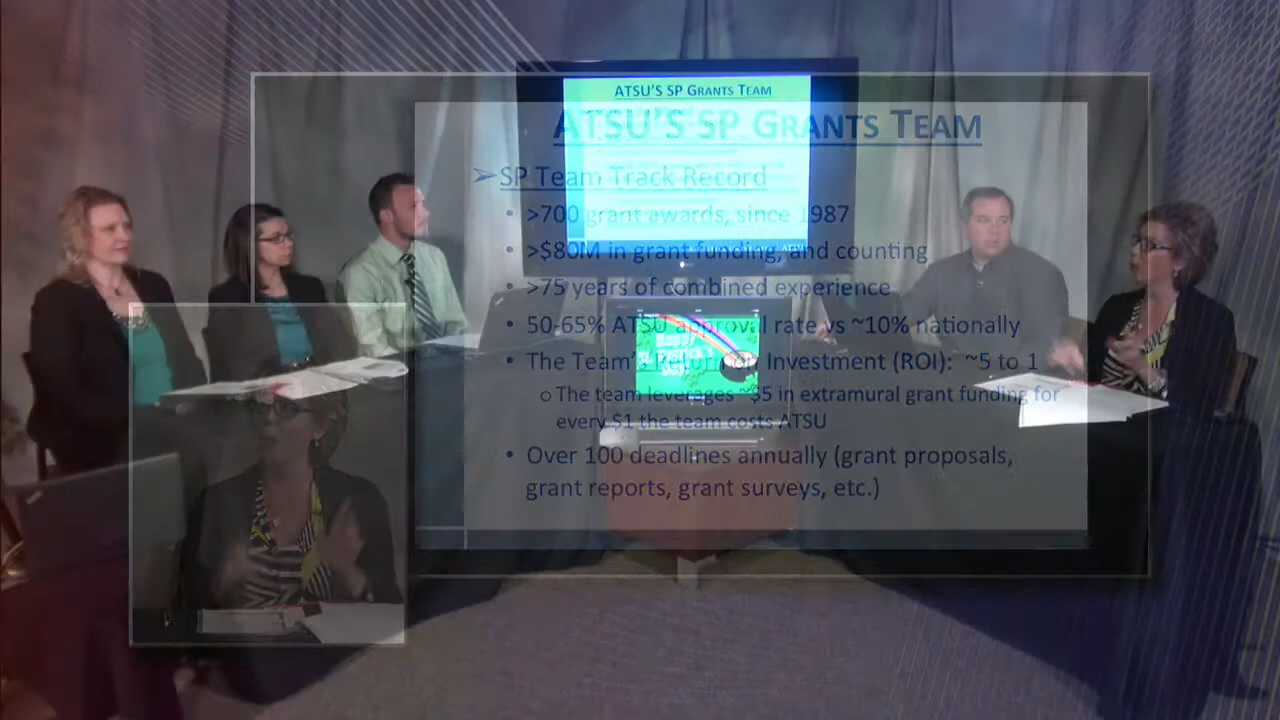 ATSU'S SP GRANTS TEAM
ATSU'S SP GRANTS TEAM
➢SP Team Track Record
• >700 grant awards, since 1987
• >$80M in grant funding, and counting
• >75 years of combined experience
• 50-65% ATSU approval rate vs ~10% nationally
• The Team's Return on Investment (ROI): ~5 to 1
o The team leverages ~$5 in extramural grant funding for
every $1 the team costs ATSU
• Over 100 deadlines annually (grant proposals,
grant reports, grant surveys, etc.)
Happy